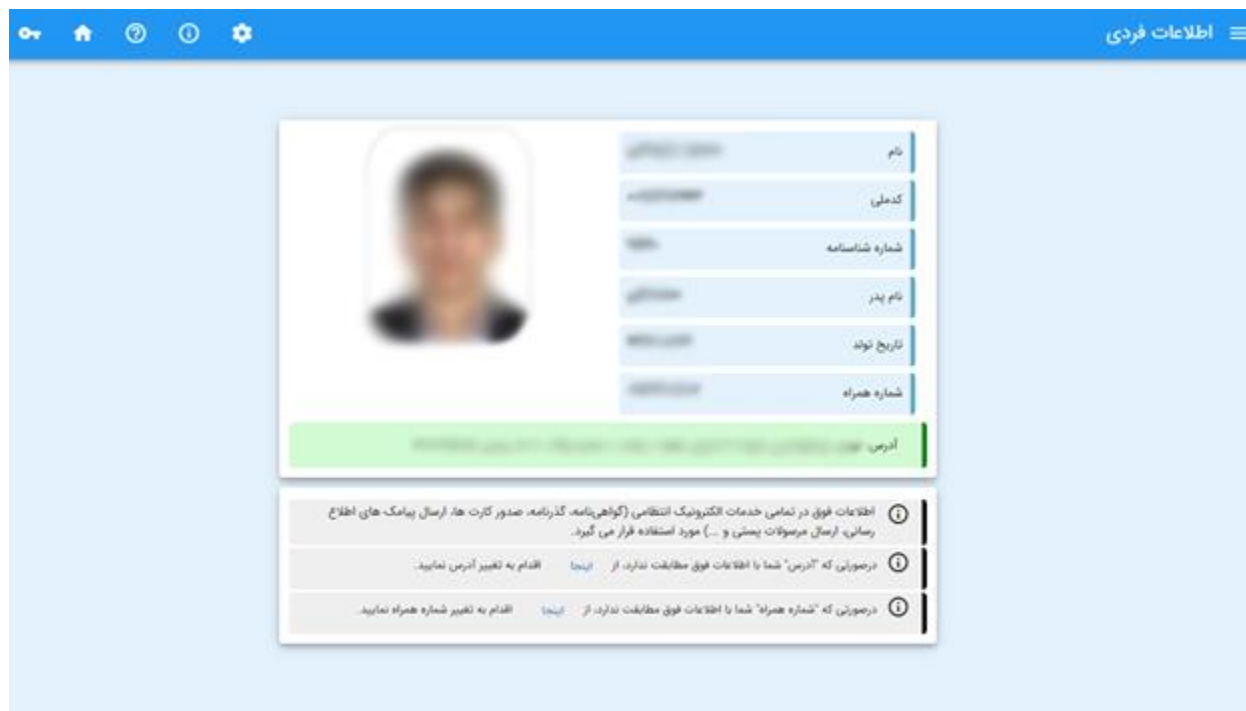 اطلاعات فردی
نام
کدملی
شماره شناسنامه
نام پدر
تاریخ تولد
شماره همراه
آدرس:
اطلاعات فوق در تمامی خدمات الکترونیک انتظامی (گواهی‌نامه، گذرنامه، صدور کارت ها، ارسال پیامک های اطلاع
رسانی، ارسال مرسولات پستی و ...) مورد استفاده قرار می گیرد.
درصورتی که "آدرس" شما با اطلاعات فوق مطابقت ندارد، از اینجا اقدام به تغییر آدرس نمایید.
درصورتی که "شماره همراه" شما با اطلاعات فوق مطابقت ندارد، از اینجا اقدام به تغییر شماره همراه نمایید.